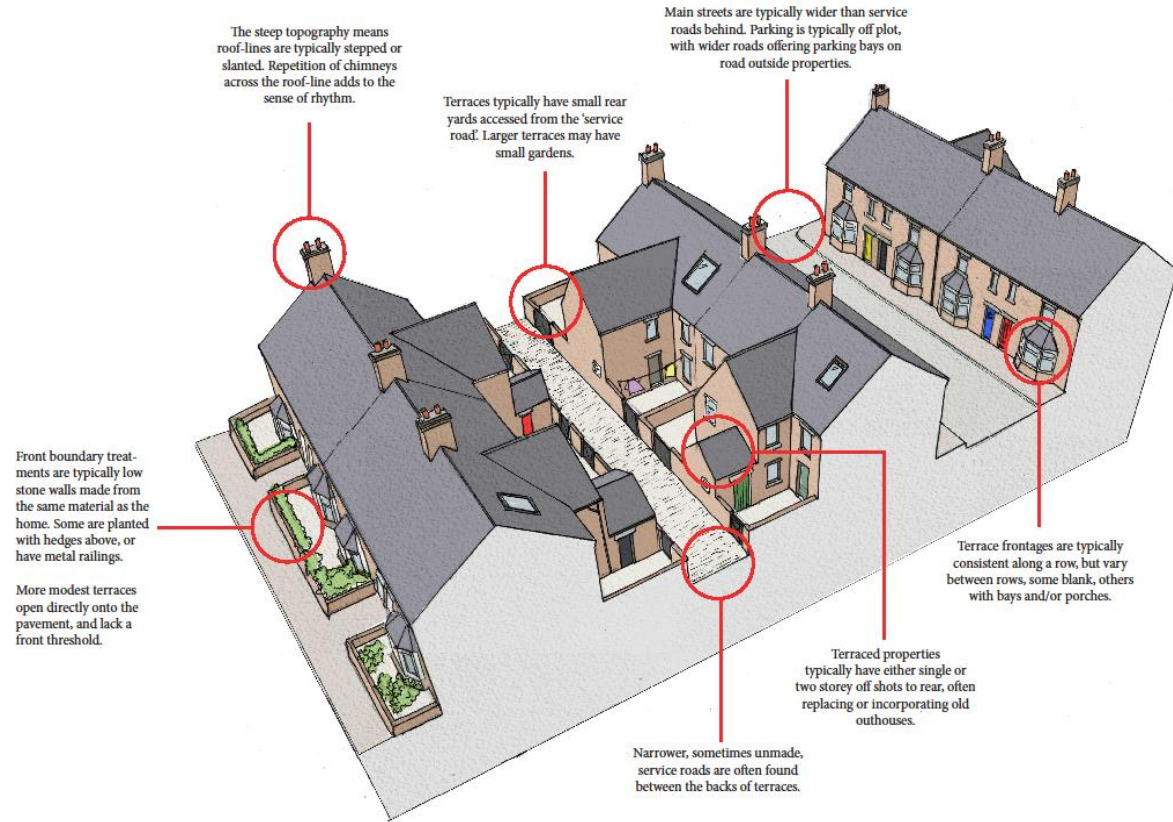 The steep topography means
roof-lines are typically stepped or
slanted. Repetition of chimneys
across the roof-line adds to the
sense of rhythm.
Terraces typically have small rear
yards accessed from the ‘service
road’. Larger terraces may have
small gardens.
Main streets are typically wider than service
roads behind. Parking is typically off plot,
with wider roads offering parking bays on
road outside properties.
Front boundary treat-
ments are typically low
stone walls made from
the same material as the
home. Some are planted
with hedges above, or
have metal railings.
More modest terraces
open directly onto the
pavement, and lack a
front threshold.
Terrace frontages are typically
consistent along a row, but vary
between rows, some blank, others
with bays and/or porches.
Terraced properties
typically have either single or
two storey off shots to rear, often
replacing or incorporating old
outhouses.
Narrower, sometimes unmade,
service roads are often found
between the backs of terraces.